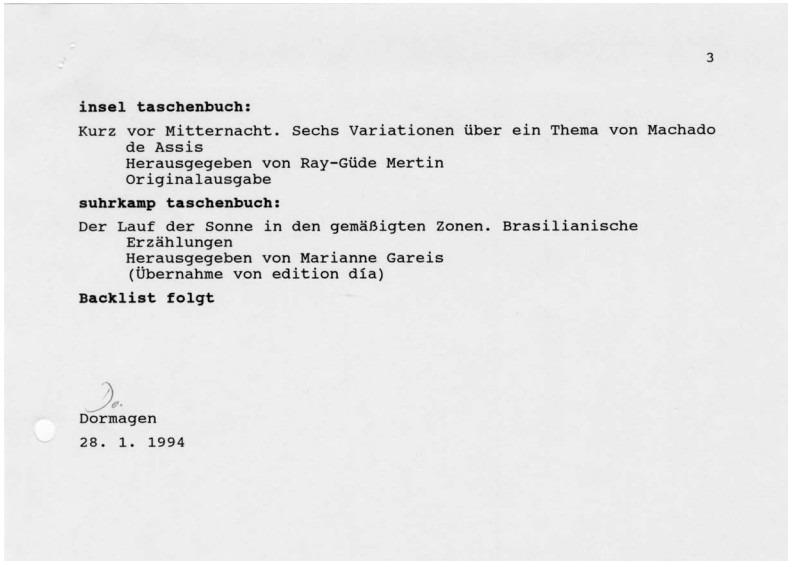 3
insel taschenbuch:
Kurz vor Mitternacht. Sechs Variationen über ein Thema von Machado
de Assis
Herausgegeben von Ray-Güde Mertin
Originalausgabe
suhrkamp taschenbuch:
Der Lauf der Sonne in den gemäßigten Zonen. Brasilianische
Erzählungen
Herausgegeben von Marianne Gareis
(Übernahme von edition día)
Backlist folgt
Do.
Dormagen
28. 1. 1994